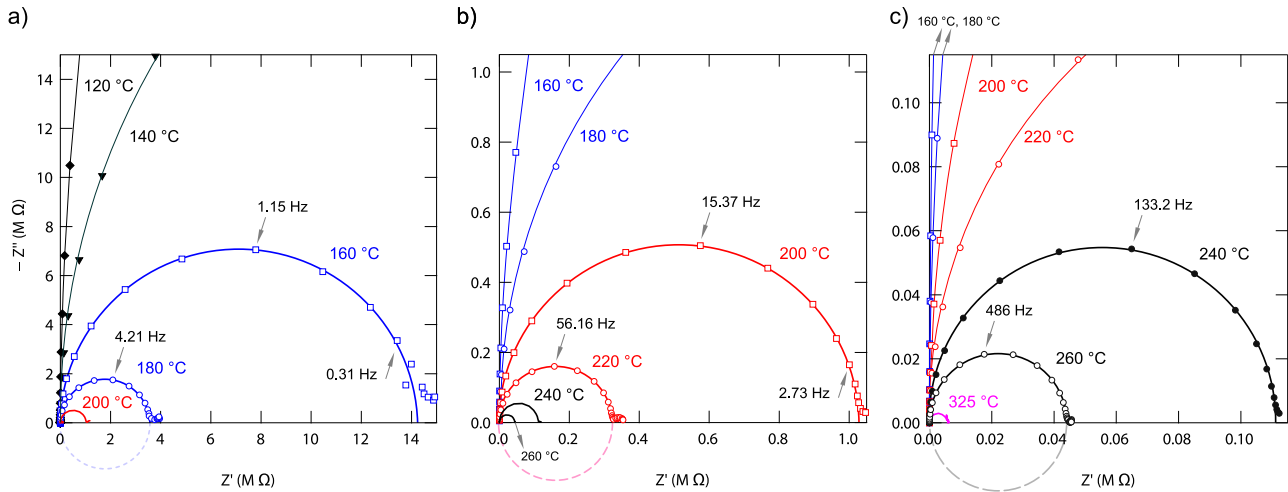 a)
14
12
10
8
6
4
2
0
– Z'' (M Ω)
0
2
4
6
8
10
12
14
Z' (M Ω)
120 °C
140 °C
1.15 Hz
160 °C
4.21 Hz
0.31 Hz
180 °C
200 °C
b)
1.0
0.8
0.6
0.4
0.2
0.0
0.0
0.2
0.4
0.6
0.8
1.0
Z' (M Ω)
160 °C
180 °C
15.37 Hz
200 °C
56.16 Hz
220 °C
2.73 Hz
240 °C
260 °C
c)
160 °C, 180 °C
0.10
0.08
0.06
0.04
0.02
0.00
0.00
0.02
0.04
0.06
0.08
0.10
Z' (M Ω)
200 °C
220 °C
133.2 Hz
240 °C
486 Hz
260 °C
325 °C